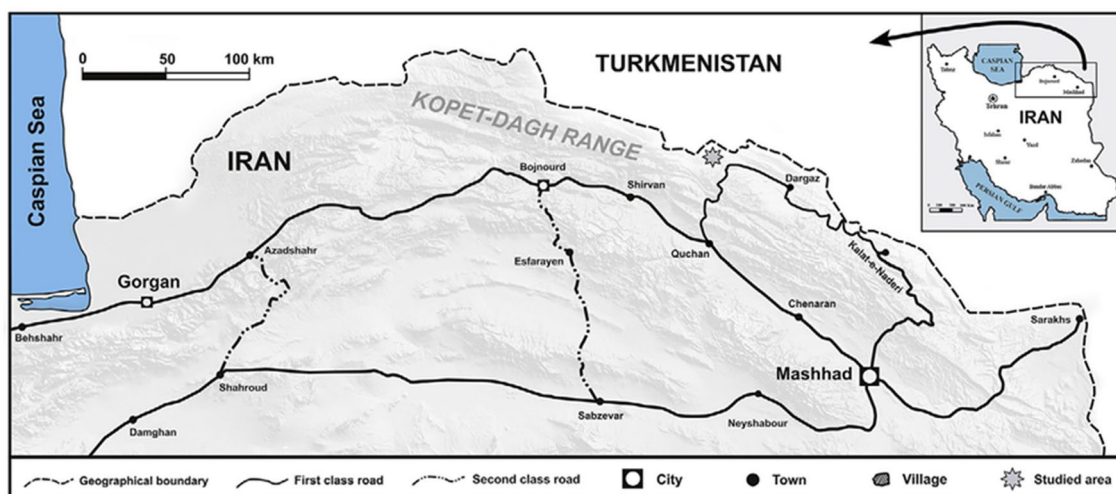 0 50 100 km
TURKMENISTAN
Caspian Sea
KOPET-DAGH RANGE
IRAN
Bojnourd
Shirvan
Dargaz
Azadshahr
Quchan
Esfarayen
Kalat-e-Naderi
Gorgan
Chenaran
Sarakhs
Behshahr
Mashhad
Shahroud
Sabzevar
Neyshabour
Damghan
CASPIAN
SEA
Bojnourd
Mashhad
Tehran
IRAN
PERSIAN GULF
Geographical boundary
First class road
Second class road
City
Town
Village
Studied area